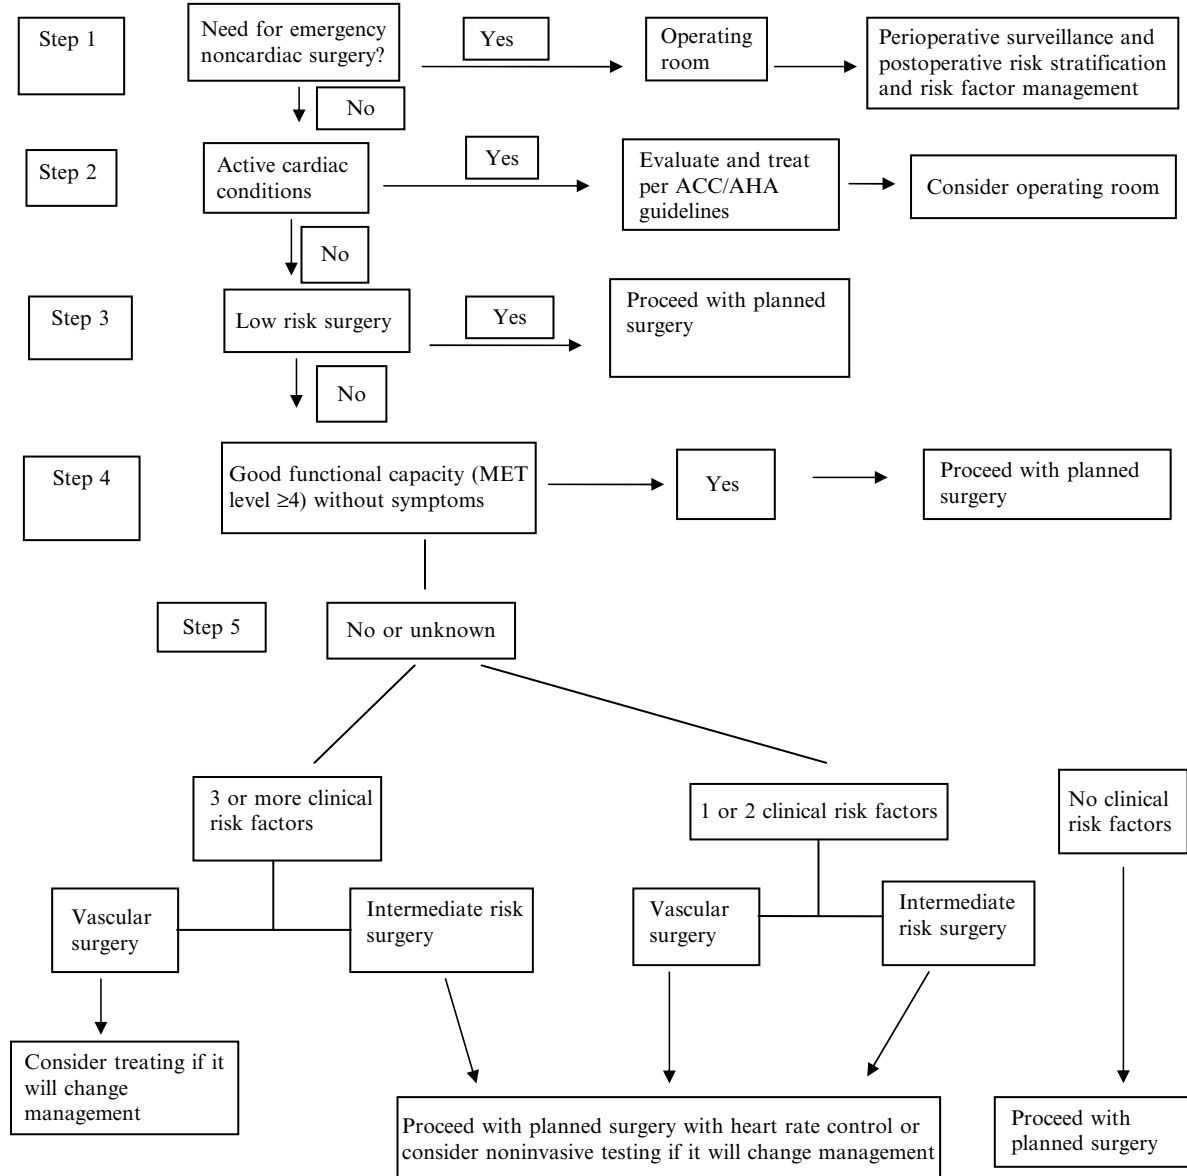 Step 1
Need for emergency
noncardiac surgery?
Yes
Operating
room
Perioperative surveillance and
postoperative risk stratification
and risk factor management
No
Step 2
Active cardiac
conditions
Yes
Evaluate and treat
per ACC/AHA
guidelines
Consider operating room
No
Step 3
Low risk surgery
Yes
Proceed with planned
surgery
No
Step 4
Good functional capacity (MET
level ≥4) without symptoms
Yes
Proceed with planned
surgery
Step 5
No or unknown
3 or more clinical
risk factors
1 or 2 clinical risk factors
No clinical
risk factors
Vascular
surgery
Intermediate risk
surgery
Vascular
surgery
Intermediate
risk surgery
Consider treating if it
will change
management
Proceed with planned surgery with heart rate control or
consider noninvasive testing if it will change management
Proceed with
planned surgery